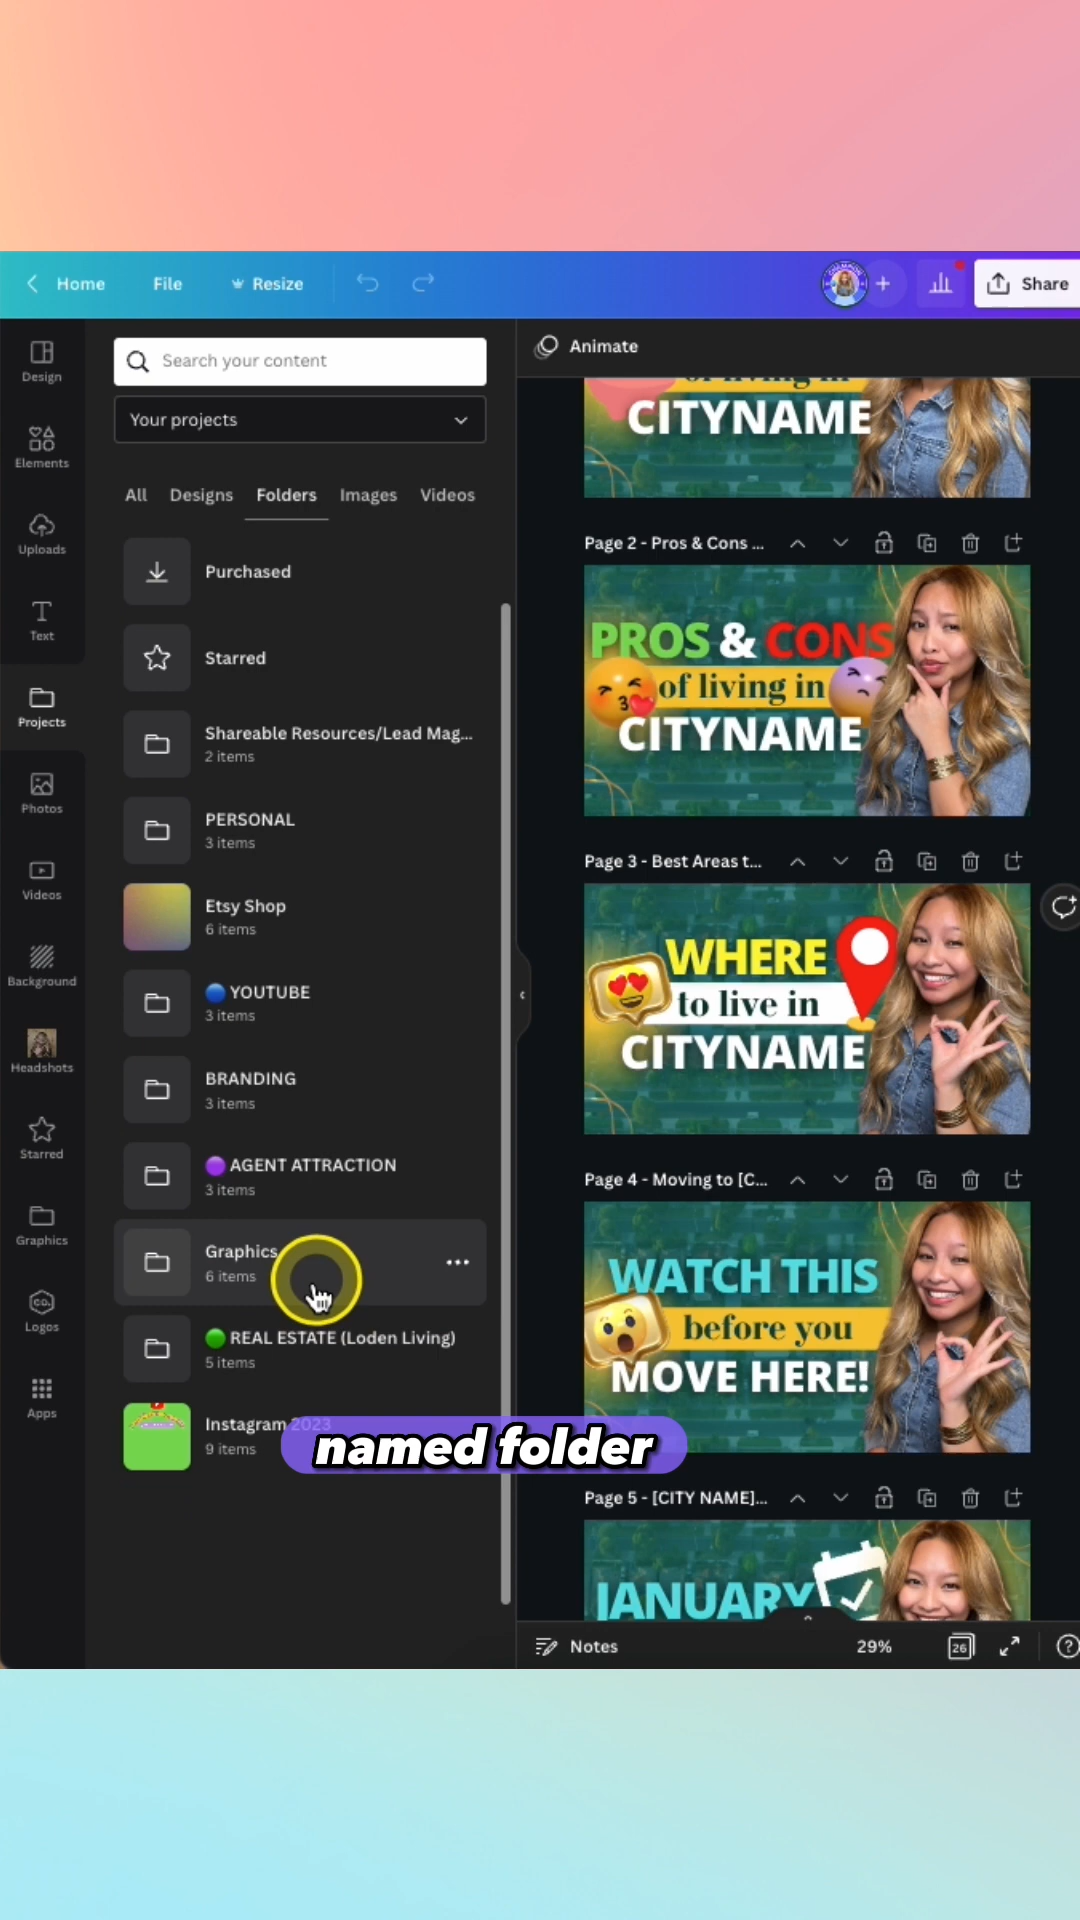 Home File Resize Share
Design
Elements
Uploads
Text
Projects
Photos
Videos
Background
Headshots
Starred
Graphics
CO.
Logos
Apps
Search your content
Your projects
All Designs Folders Images Videos
Purchased
Starred
Shareable Resources/Lead Mag...
2 items
PERSONAL
3 items
Etsy Shop
6 items
YOUTUBE
3 items
BRANDING
3 items
AGENT ATTRACTION
3 items
Graphics
6 items
REAL ESTATE (Loden Living)
5 items
Instagram 2023
9 items
named folder
Animate
of living in
CITYNAME
Page 2 - Pros & Cons ...
PROS & CONS
of living in
CITYNAME
Page 3 - Best Areas t...
WHERE
to live in
CITYNAME
Page 4 - Moving to [C...
WATCH THIS
before you
MOVE HERE!
Page 5 - [CITY NAME]...
JANUARY
Notes 29% 26 ?